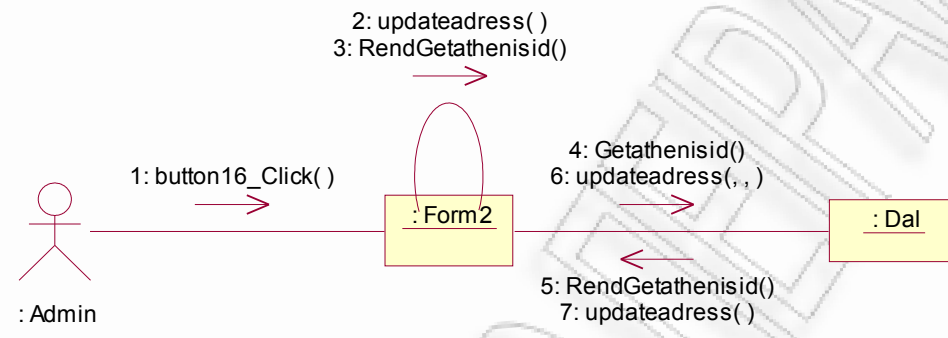 2: updateadress( )
3: RendGetathenisid()
1: button16_Click( )
4: Getathenisid()
6: updateadress(, , )
: Form2
: Dal
5: RendGetathenisid()
7: updateadress( )
: Admin